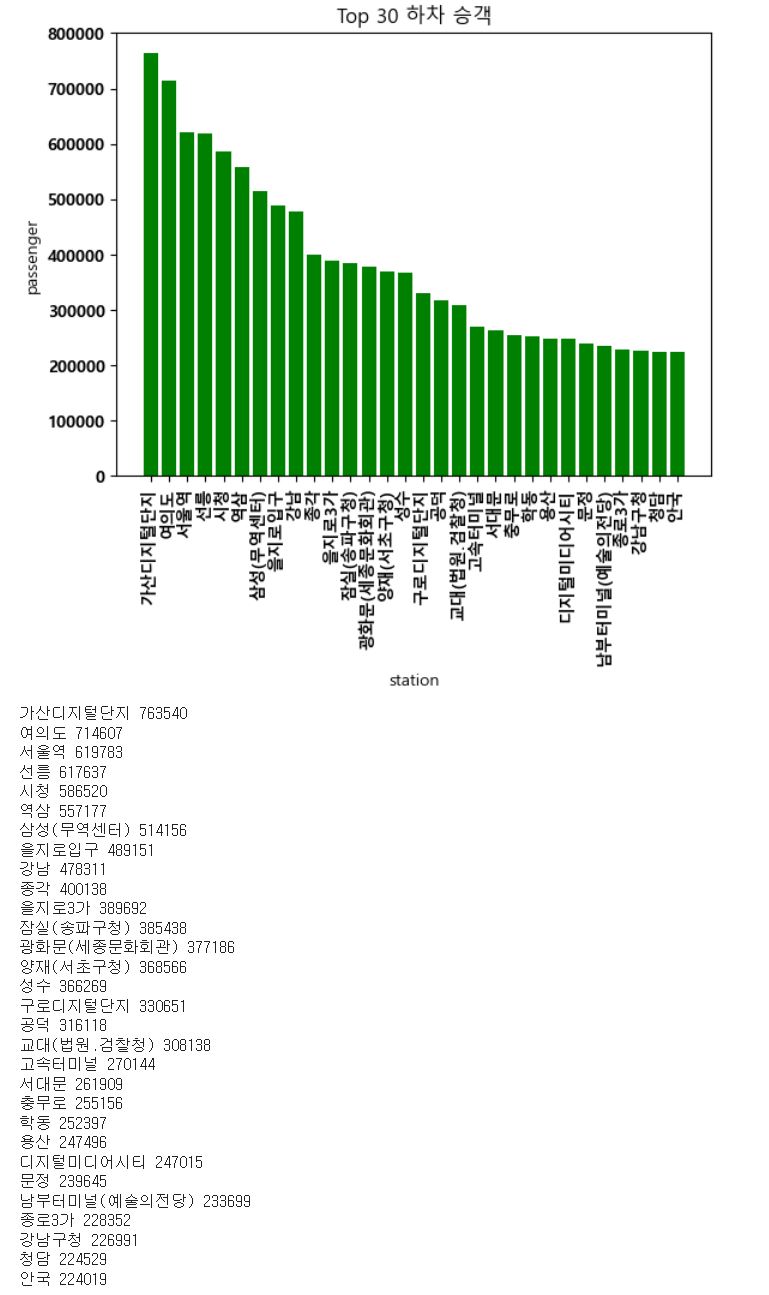 Top 30 하차 승객
800000
700000
600000
500000
400000
300000
200000
100000
0
passenger
가산디지털단지
여의도
서울역
선릉
시청
역삼
삼성(무역센터)
을지로입구
강남
종각
을지로3가
잠실(송파구청)
광화문(세종문화회관)
양재(서초구청)
성수
구로디지털단지
공덕
교대(법원.검찰청)
고속터미널
서대문
충무로
학동
용산
디지털미디어시티
문정
남부터미널(예술의전당)
종로3가
강남구청
청담
안국
station
가산디지털단지 763540
여의도 714607
서울역 619783
선릉 617637
시청 586520
역삼 557177
삼성(무역센터) 514156
을지로입구 489151
강남 478311
종각 400138
을지로3가 389692
잠실(송파구청) 385438
광화문(세종문화회관) 377186
양재(서초구청) 368566
성수 366269
구로디지털단지 330651
공덕 316118
교대(법원.검찰청) 308138
고속터미널 270144
서대문 261909
충무로 255156
학동 252397
용산 247496
디지털미디어시티 247015
문정 239645
남부터미널(예술의전당) 233699
종로3가 228352
강남구청 226991
청담 224529
안국 224019